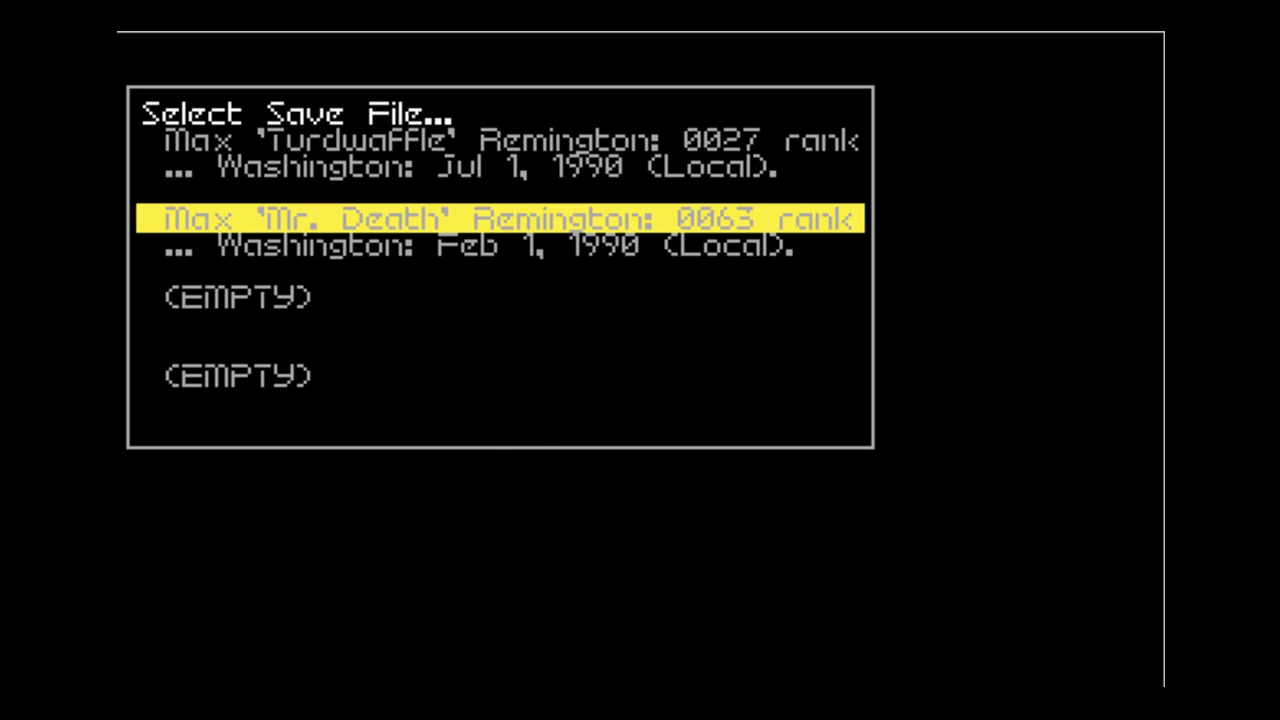 Select Save File...
Max 'Turdwaffle' Remington: 0027 rank
... Washington: Jul 1, 1990 (Local).
Max 'Mr. Death' Remington: 0063 rank
... Washington: Feb 1, 1990 (Local).
(EMPTY)
(EMPTY)